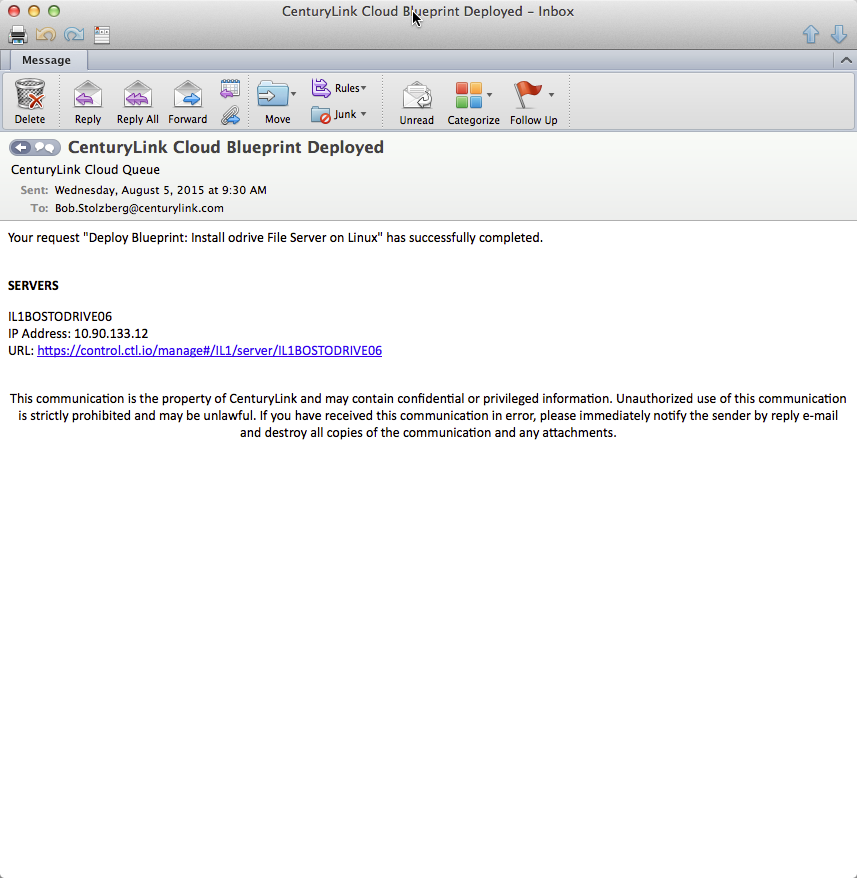 CenturyLink Cloud Blueprint Deployed – Inbox
Message
Delete
Reply
Reply All
Forward
Move
Rules
Junk
Unread
Categorize
Follow Up
CenturyLink Cloud Blueprint Deployed
CenturyLink Cloud Queue
Sent: Wednesday, August 5, 2015 at 9:30 AM
To: Bob.Stolzberg@centurylink.com
Your request "Deploy Blueprint: Install odrive File Server on Linux" has successfully completed.
SERVERS
IL1BOSTODRIVE06
IP Address: 10.90.133.12
URL: https://control.ctl.io/manage#/IL1/server/IL1BOSTODRIVE06
This communication is the property of CenturyLink and may contain confidential or privileged information. Unauthorized use of this communication
is strictly prohibited and may be unlawful. If you have received this communication in error, please immediately notify the sender by reply e-mail
and destroy all copies of the communication and any attachments.